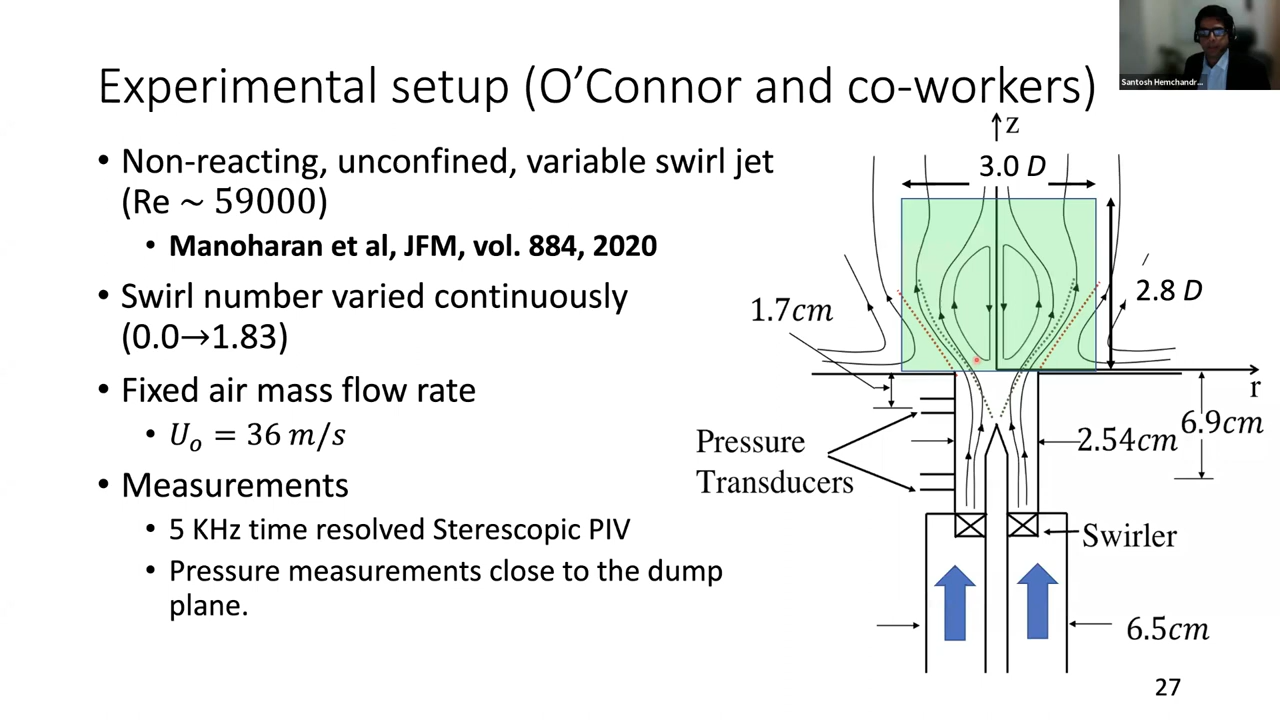 Santosh Hemchandr...
Experimental setup (O’Connor and co-workers)
• Non-reacting, unconfined, variable swirl jet
(Re ~ 59000)
• Manoharan et al, JFM, vol. 884, 2020
• Swirl number varied continuously
(0.0→1.83)
• Fixed air mass flow rate
• Uₒ = 36 m/s
• Measurements
• 5 KHz time resolved Sterescopic PIV
• Pressure measurements close to the dump
plane.
z
3.0 D
2.8 D
1.7cm
r
6.9cm
2.54cm
Pressure
Transducers
Swirler
6.5cm
27